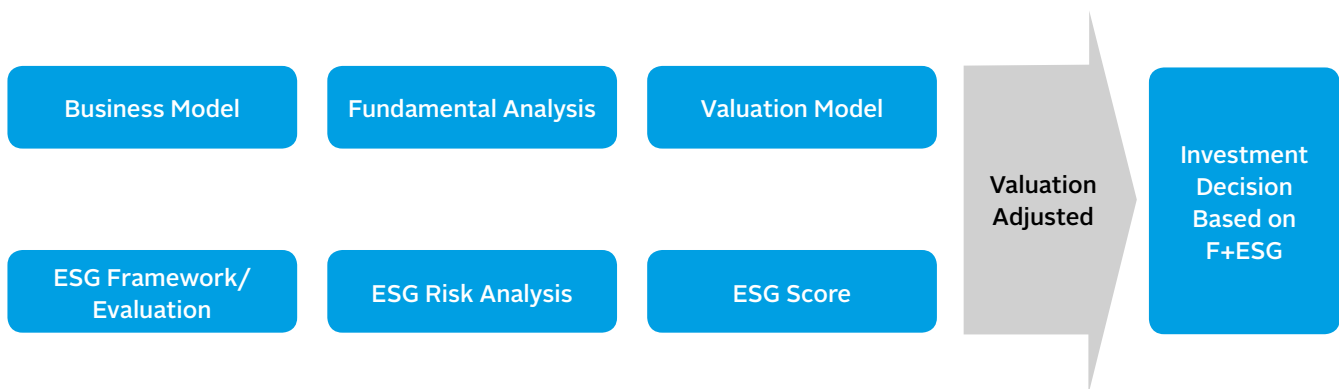 Business Model
Fundamental Analysis
Valuation Model
ESG Framework/
Evaluation
ESG Risk Analysis
ESG Score
Valuation
Adjusted
Investment
Decision
Based on
F+ESG